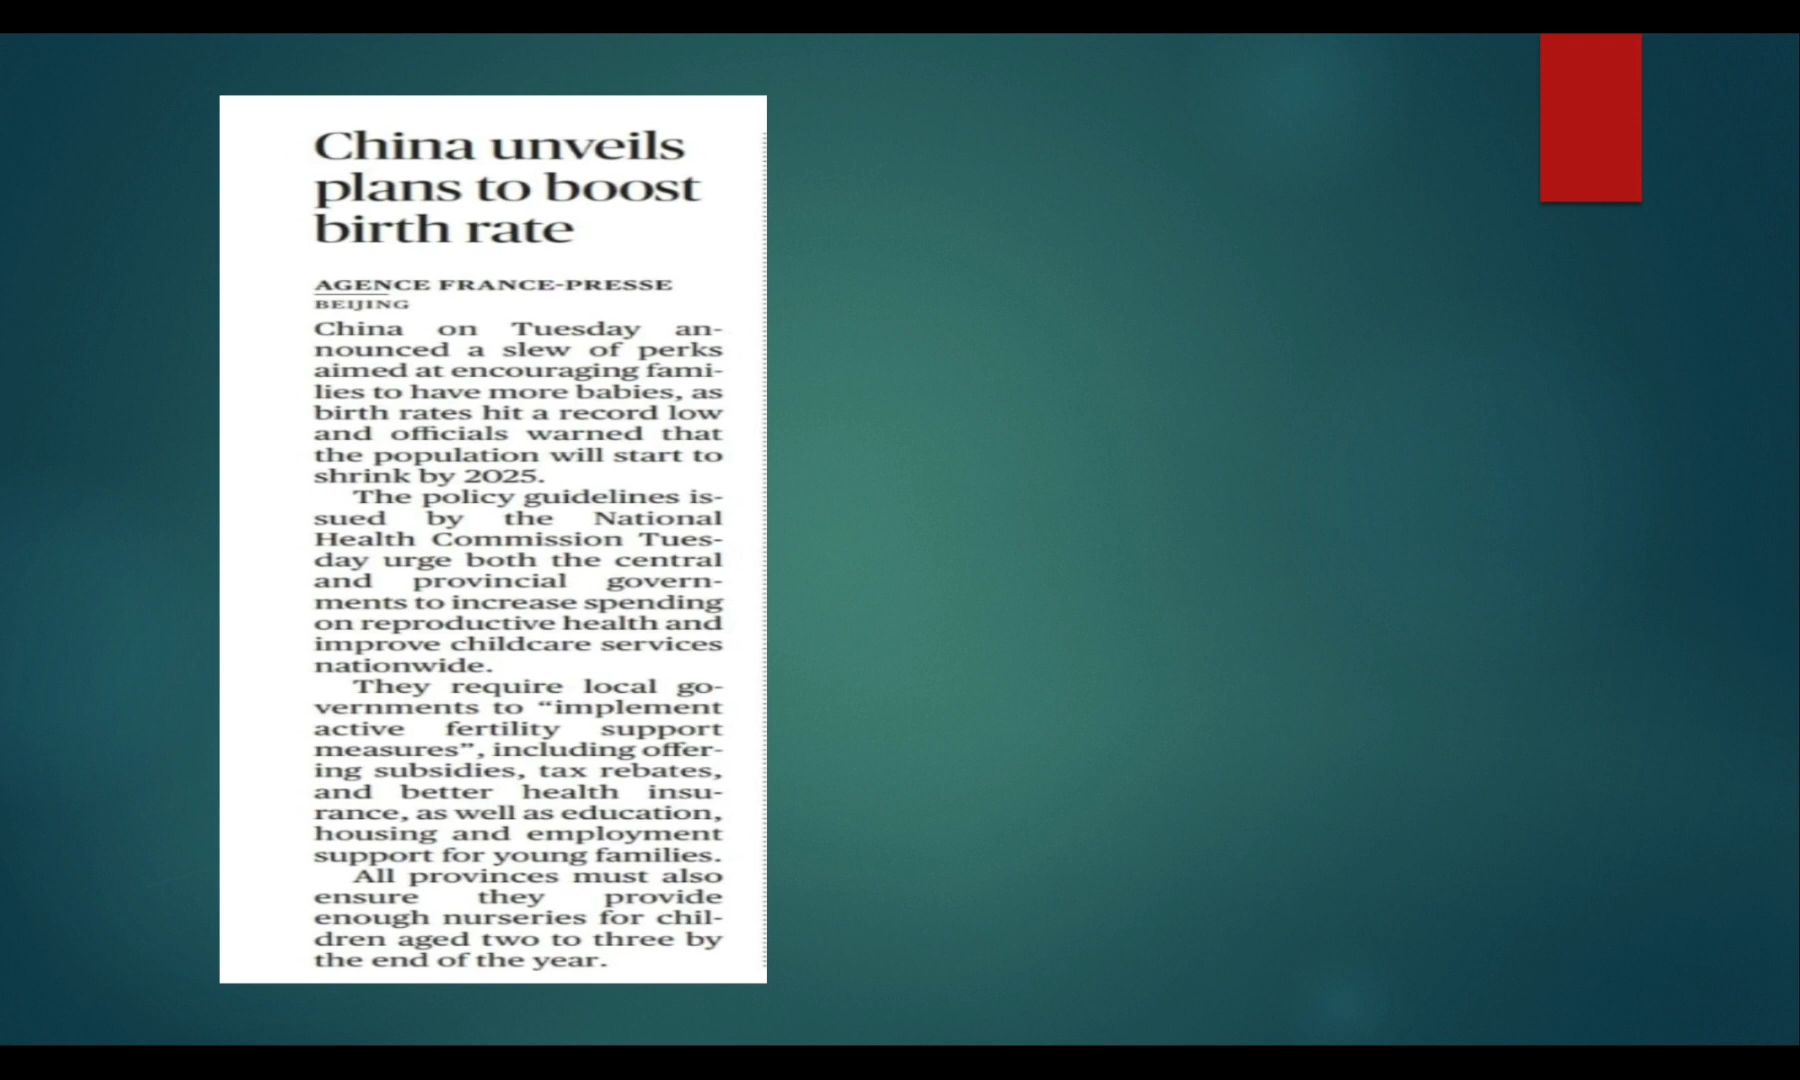 China unveils
plans to boost
birth rate
AGENCE FRANCE-PRESSE
BEIJING
China on Tuesday an-
nounced a slew of perks
aimed at encouraging fami-
lies to have more babies, as
birth rates hit a record low
and officials warned that
the population will start to
shrink by 2025.
The policy guidelines is-
sued by the National
Health Commission Tues-
day urge both the central
and provincial govern-
ments to increase spending
on reproductive health and
improve childcare services
nationwide.
They require local go-
vernments to “implement
active fertility support
measures”, including offer-
ing subsidies, tax rebates,
and better health insu-
rance, as well as education,
housing and employment
support for young families.
All provinces must also
ensure they provide
enough nurseries for chil-
dren aged two to three by
the end of the year.